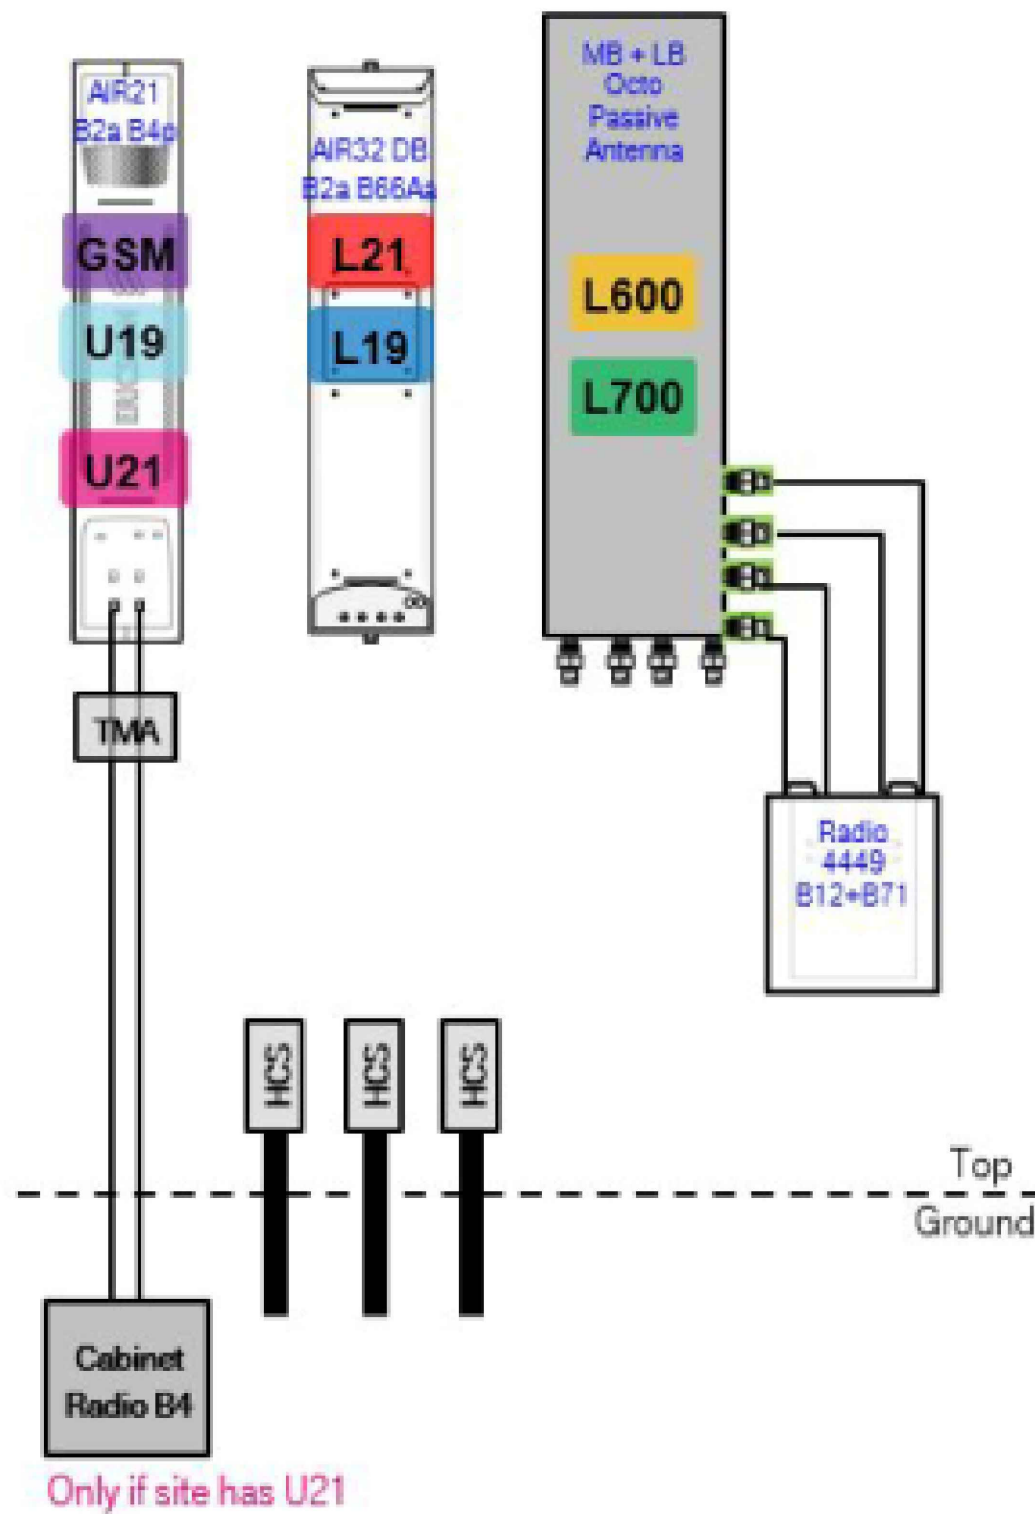 AIR21
B2a B4p
GSM
U19
U21
TMA
AIR32 DB
B2a B66Aa
L21
L19
MB + LB
Octo
Passive
Antenna
L600
L700
Radio
4449
B12+B71
HCS
HCS
HCS
Top
Ground
Cabinet
Radio B4
Only if site has U21